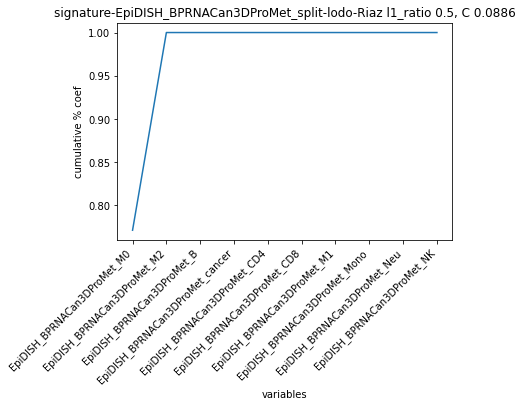 signature-EpiDISH_BPRNACan3DProMet_split-lodo-Riaz l1_ratio 0.5, C 0.0886
1.00
0.95
0.90
0.85
0.80
cumulative % coef
EpiDISH_BPRNACan3DProMet_M0
EpiDISH_BPRNACan3DProMet_M2
EpiDISH_BPRNACan3DProMet_B
EpiDISH_BPRNACan3DProMet_cancer
EpiDISH_BPRNACan3DProMet_CD4
EpiDISH_BPRNACan3DProMet_CD8
EpiDISH_BPRNACan3DProMet_M1
EpiDISH_BPRNACan3DProMet_Mono
EpiDISH_BPRNACan3DProMet_Neu
EpiDISH_BPRNACan3DProMet_NK
variables